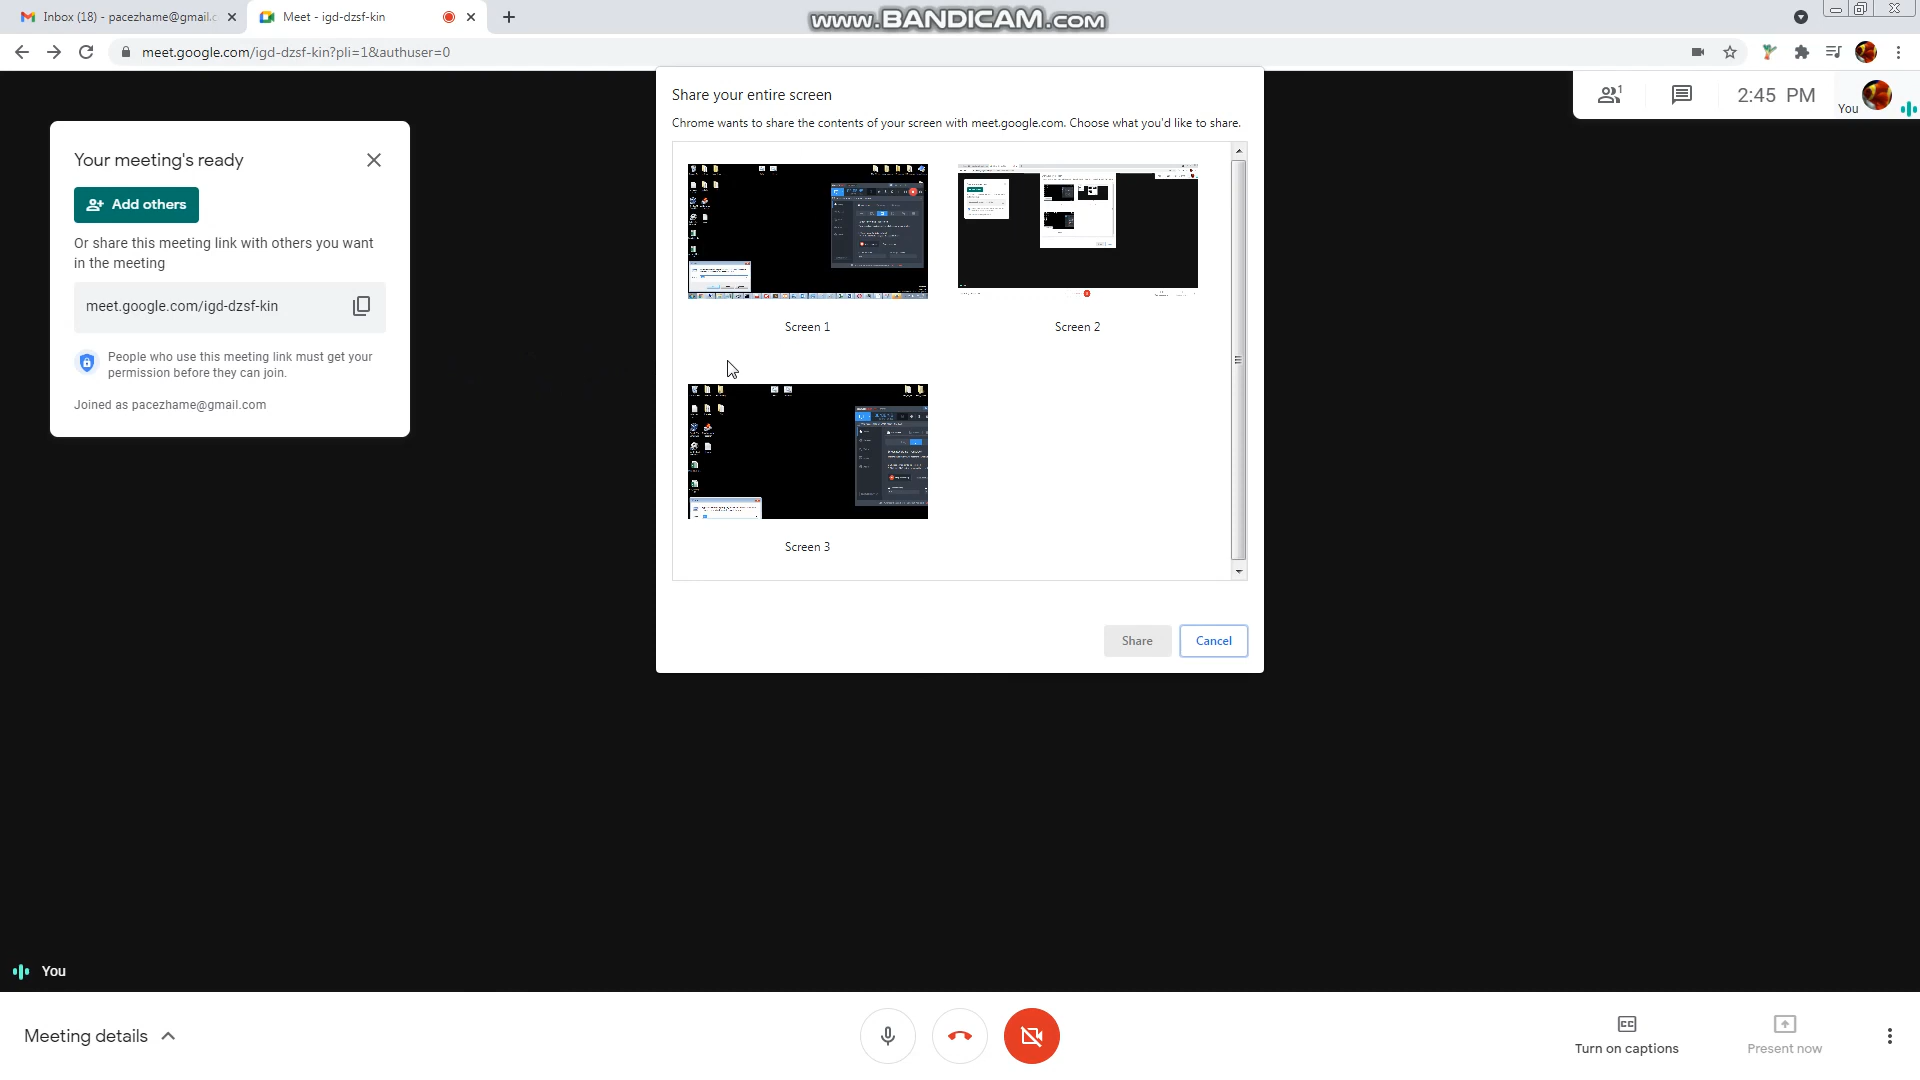 Inbox (18) - pacezhame@gmail.c
Meet - igd-dzsf-kin
www.BANDICAM.com
meet.google.com/igd-dzsf-kin?pli=1&authuser=0
Share your entire screen
Chrome wants to share the contents of your screen with meet.google.com. Choose what you'd like to share.
1
2:45 PM
You
Your meeting's ready
Add others
Or share this meeting link with others you want
in the meeting
meet.google.com/igd-dzsf-kin
People who use this meeting link must get your
permission before they can join.
Joined as pacezhame@gmail.com
Screen 1
Screen 2
Screen 3
Share
Cancel
You
Meeting details
Turn on captions
Present now